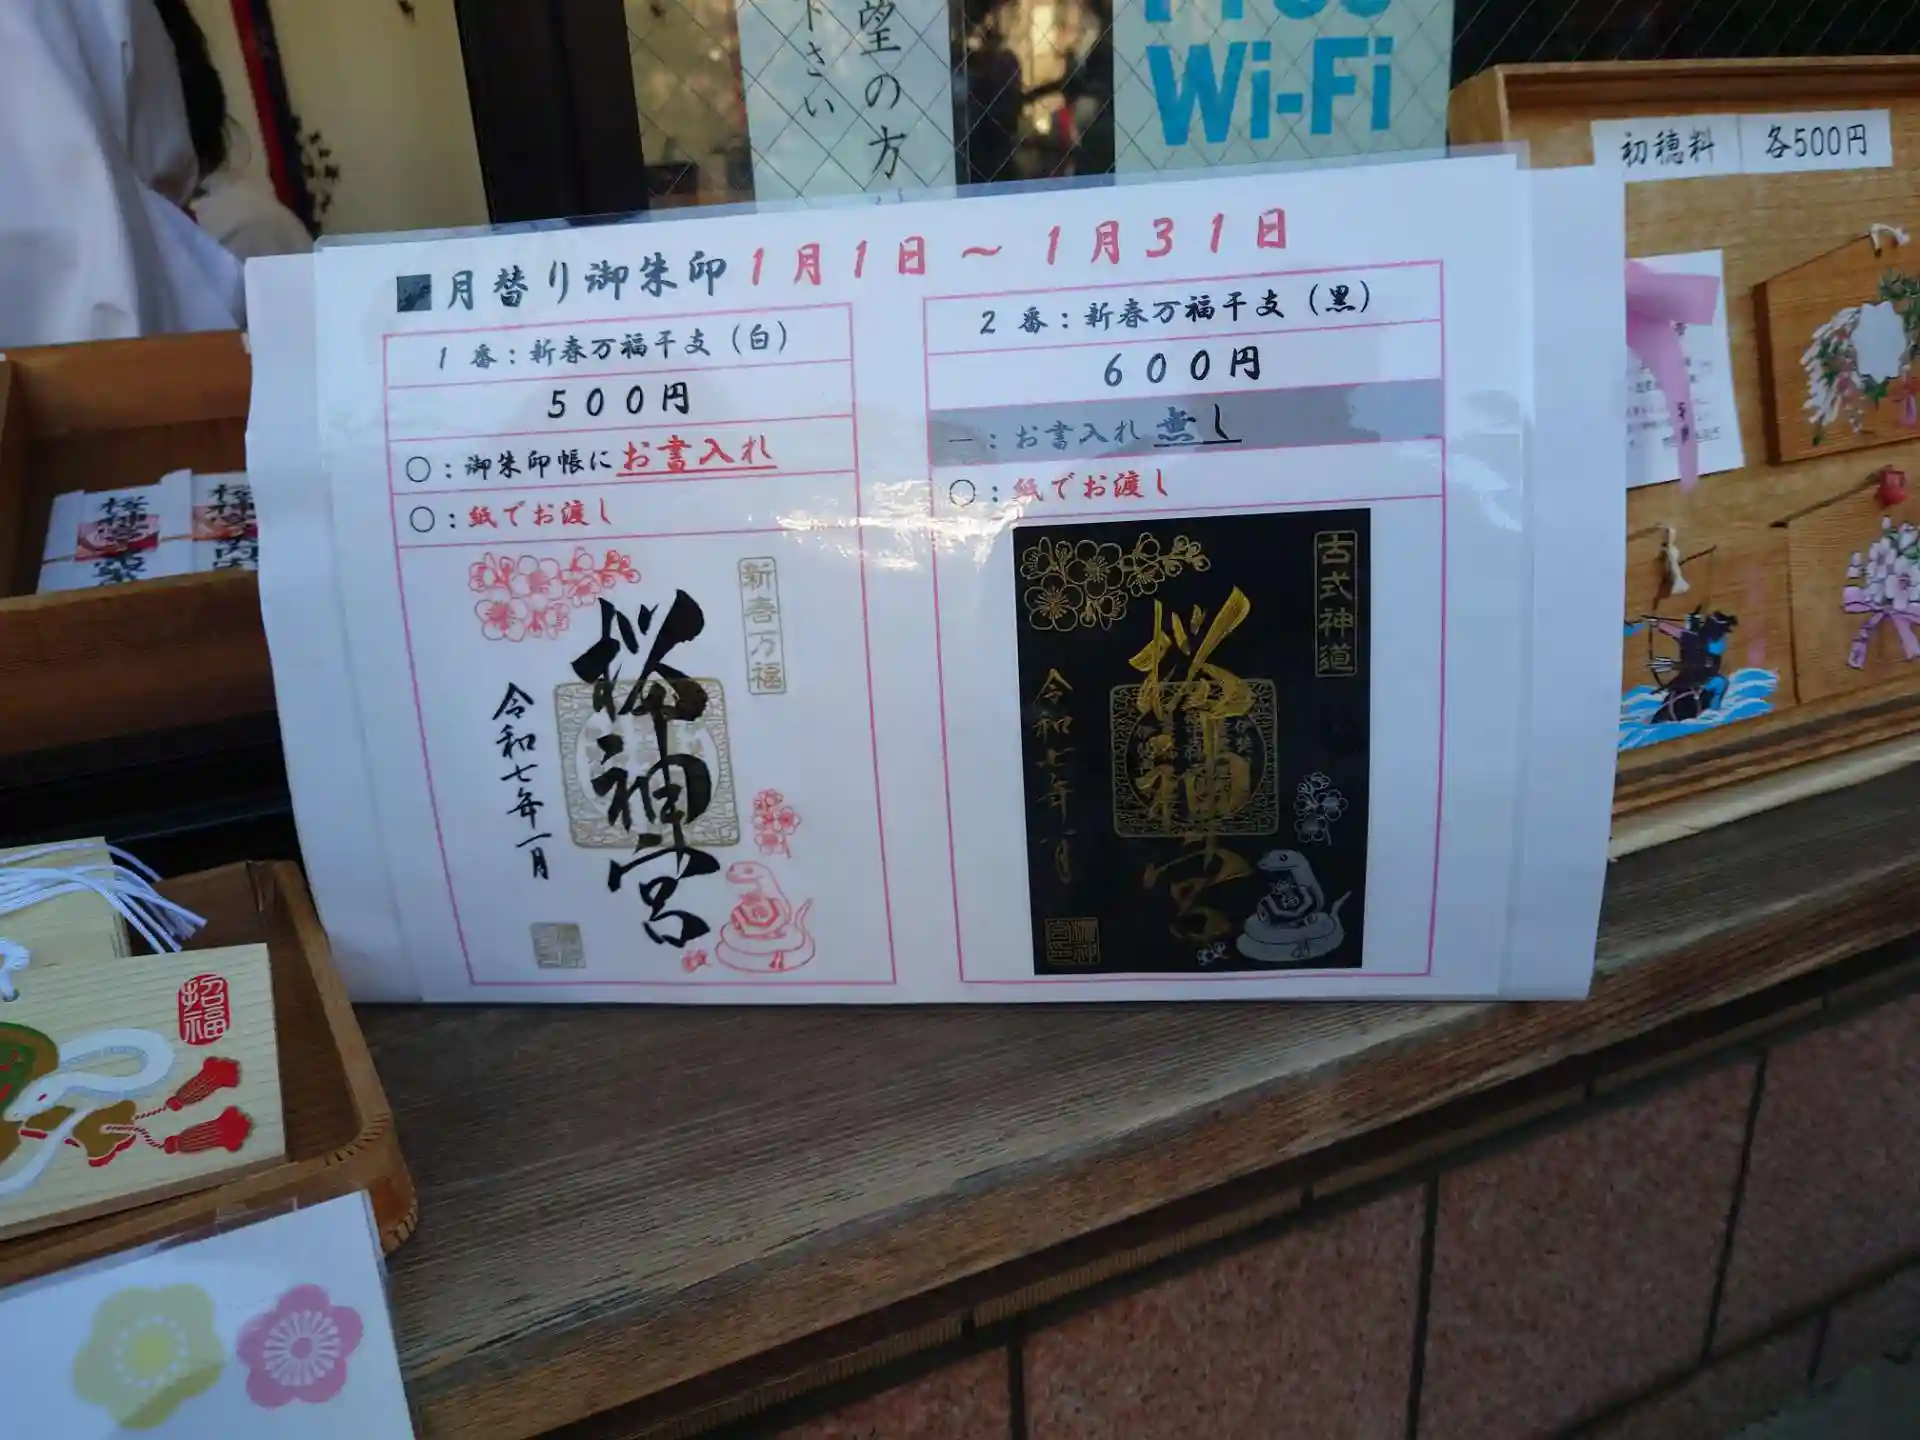 望の方
下さい
Free
Wi-Fi
初穂料
各500円
■月替り御朱印 1月1日～1月31日
1番：新春万福干支（白）
500円
○：御朱印帳にお書入れ
○：紙でお渡し
新春万福
桜神宮
令和七年一月
2番：新春万福干支（黒）
600円
－：お書入れ無し
○：紙でお渡し
古式神道
桜神宮
令和七年一月
招福